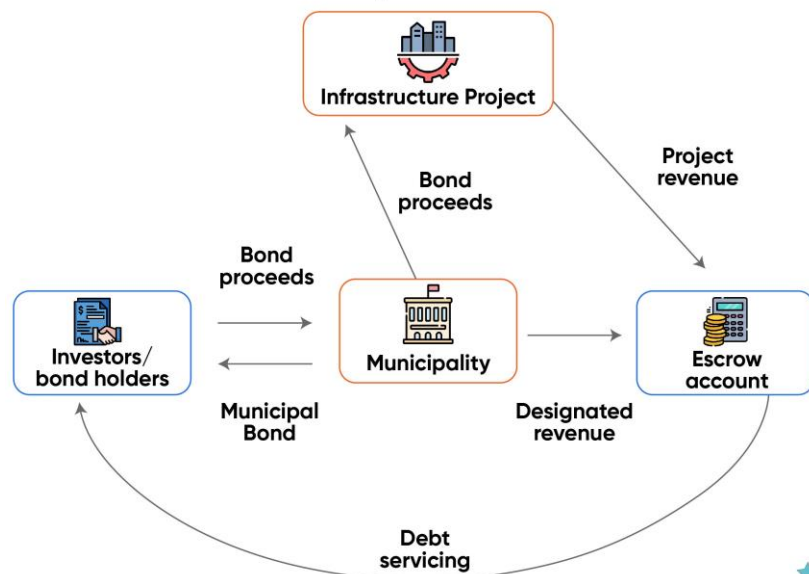 Infrastructure Project
Bond
proceeds
Project
revenue
Bond
proceeds
Investors/
bond holders
Municipality
Escrow
account
Municipal
Bond
Designated
revenue
Debt
servicing